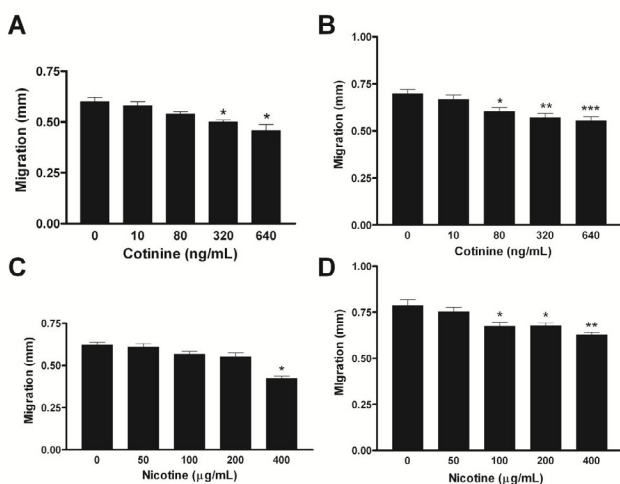 A
Migration (mm)
0.75
0.50
0.25
0.00
* *
0 10 80 320 640
Cotinine (ng/mL)
B
Migration (mm)
1.00
0.75
0.50
0.25
0.00
* ** ***
0 10 80 320 640
Cotinine (ng/mL)
C
Migration (mm)
0.75
0.50
0.25
0.00
*
0 50 100 200 400
Nicotine (µg/mL)
D
Migration (mm)
1.00
0.75
0.50
0.25
0.00
* * **
0 50 100 200 400
Nicotine (µg/mL)